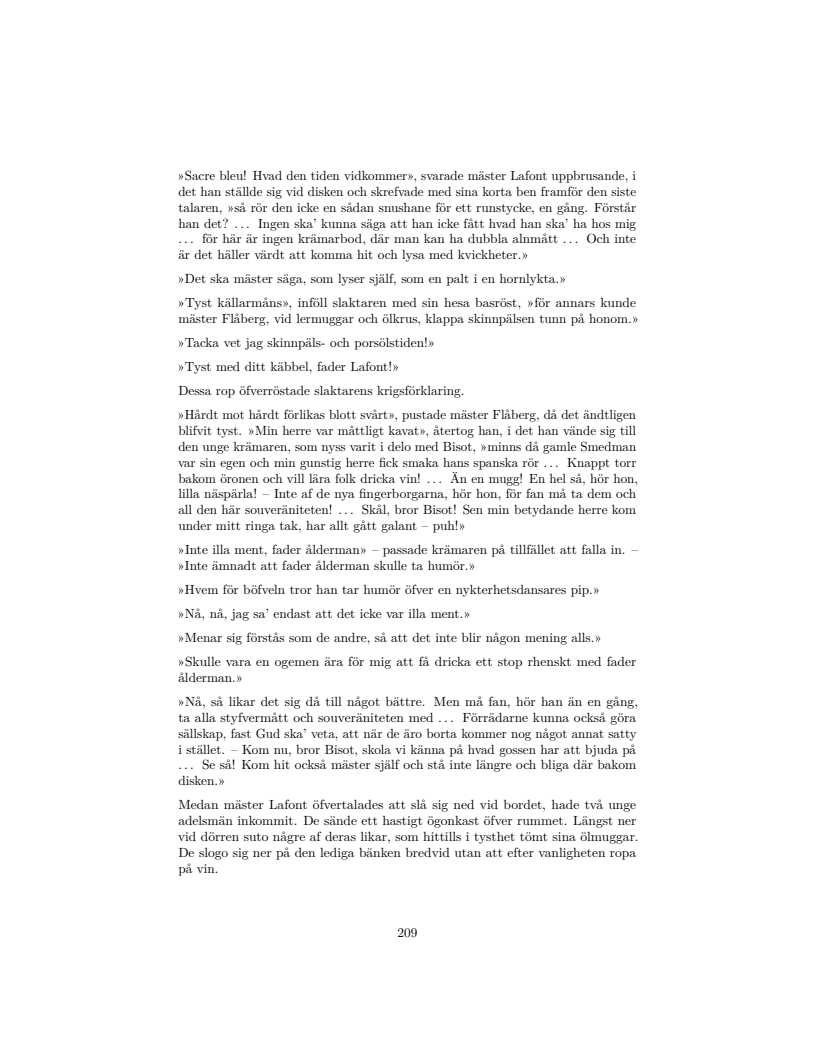 »Sacre bleu! Hvad den tiden vidkommer», svarade mäster Lafont uppbrusande, i
det han ställde sig vid disken och skrefvade med sina korta ben framför den siste
talaren, »så rör den icke en sådan snushane för ett runstycke, en gång. Förstår
han det? ... Ingen ska’ kunna säga att han icke fått hvad han ska’ ha hos mig
... för här är ingen krämarbod, där man kan ha dubbla alnmått ... Och inte
är det häller värdt att komma hit och lysa med kvickheter.»
»Det ska mäster säga, som lyser själf, som en palt i en hornlykta.»
»Tyst källarmåns», inföll slaktaren med sin hesa basröst, »för annars kunde
mäster Flåberg, vid lermuggar och ölkrus, klappa skinnpälsen tunn på honom.»
»Tacka vet jag skinnpäls- och porsölstiden!»
»Tyst med ditt käbbel, fader Lafont!»
Dessa rop öfverröstade slaktarens krigsförklaring.
»Hårdt mot hårdt förlikas blott svårt», pustade mäster Flåberg, då det ändtligen
blifvit tyst. »Min herre var måttligt kavat», återtog han, i det han vände sig till
den unge krämaren, som nyss varit i delo med Bisot, »minns då gamle Smedman
var sin egen och min gunstig herre fick smaka hans spanska rör ... Knappt torr
bakom öronen och vill lära folk dricka vin! ... Än en mugg! En hel så, hör hon,
lilla näspärla! – Inte af de nya fingerborgarna, hör hon, för fan må ta dem och
all den här souveräniteten! ... Skål, bror Bisot! Sen min betydande herre kom
under mitt ringa tak, har allt gått galant – puh!»
»Inte illa ment, fader ålderman» – passade krämaren på tillfället att falla in. –
»Inte ämnadt att fader ålderman skulle ta humör.»
»Hvem för böfveln tror han tar humör öfver en nykterhetsdansares pip.»
»Nå, nå, jag sa’ endast att det icke var illa ment.»
»Menar sig förstås som de andre, så att det inte blir någon mening alls.»
»Skulle vara en ogemen ära för mig att få dricka ett stop rhenskt med fader
ålderman.»
»Nå, så likar det sig då till något bättre. Men må fan, hör han än en gång,
ta alla styfvermått och souveräniteten med ... Förrädarne kunna också göra
sällskap, fast Gud ska’ veta, att när de äro borta kommer nog något annat satty
i stället. – Kom nu, bror Bisot, skola vi känna på hvad gossen har att bjuda på
... Se så! Kom hit också mäster själf och stå inte längre och bliga där bakom
disken.»
Medan mäster Lafont öfvertalades att slå sig ned vid bordet, hade två unge
adelsmän inkommit. De sände ett hastigt ögonkast öfver rummet. Längst ner
vid dörren suto någre af deras likar, som hittills i tysthet tömt sina ölmuggar.
De slogo sig ner på den lediga bänken bredvid utan att efter vanligheten ropa
på vin.
209